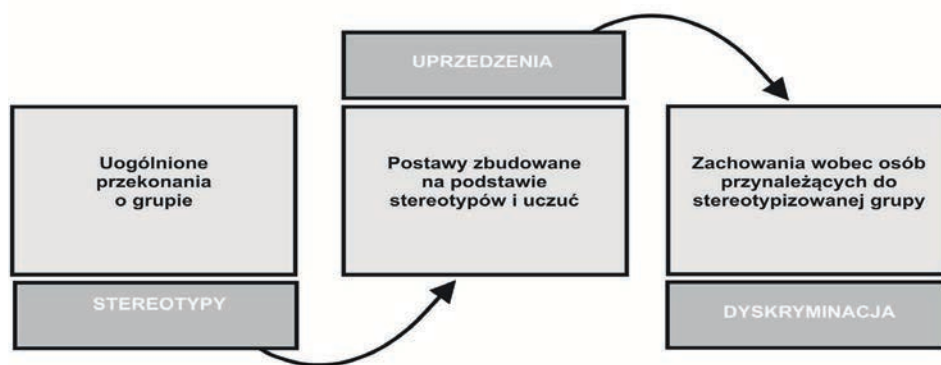 UPRZEDZENIA
Uogólnione
przekonania
o grupie
STEREOTYPY
Postawy zbudowane
na podstawie
stereotypów i uczuć
Zachowania wobec osób
przynależących do
stereotypizowanej grupy
DYSKRYMINACJA